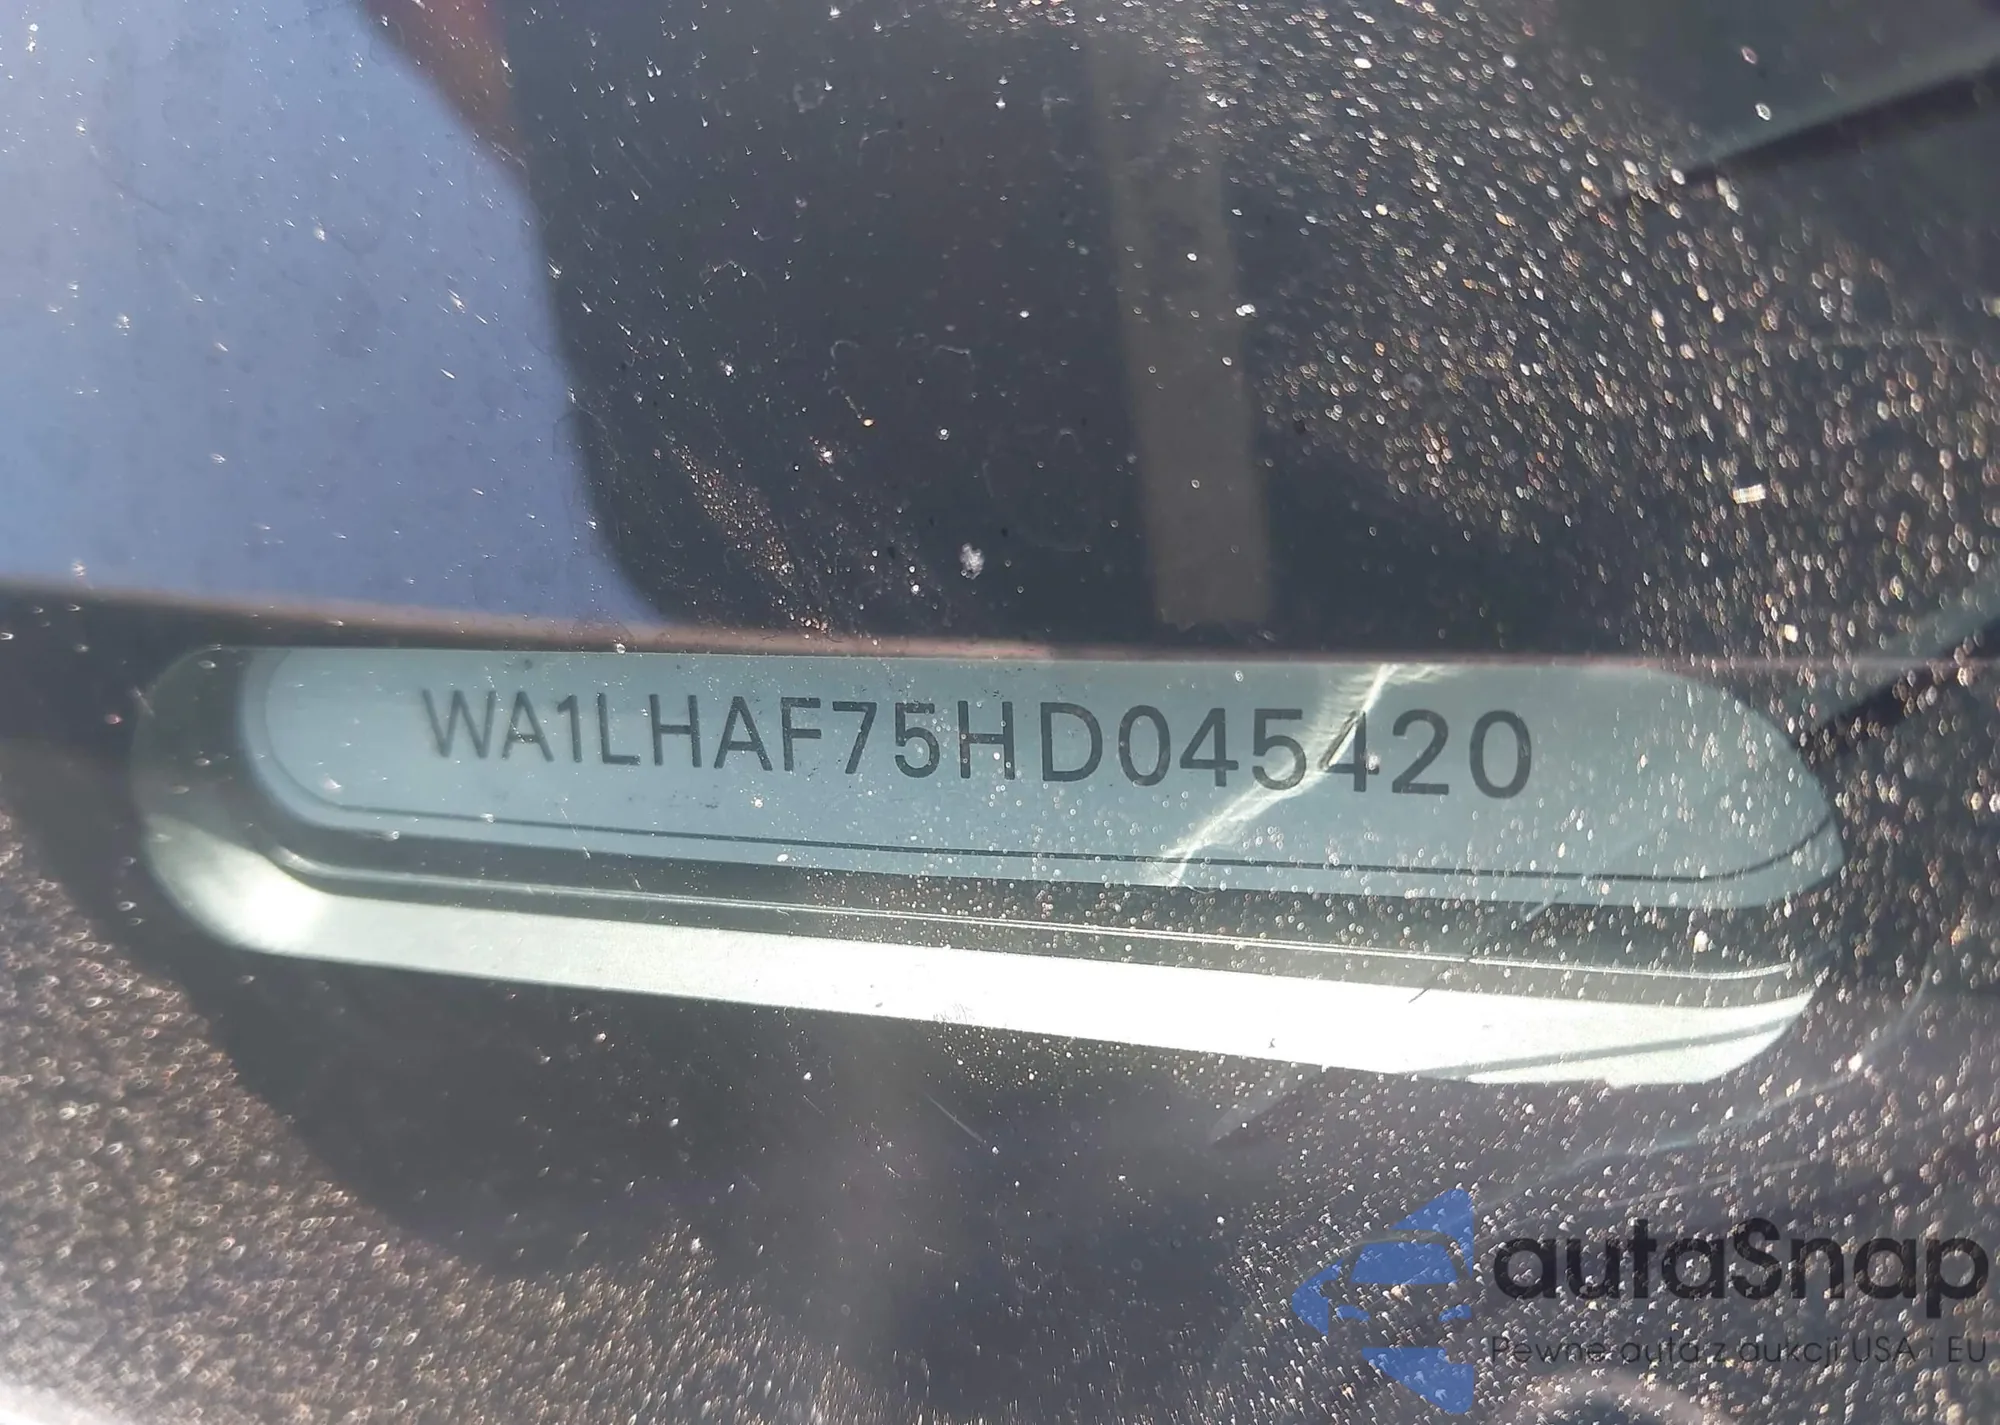 WA1LHAF75HD045420
autaSnap
Pewne auta z aukcji USA i EU